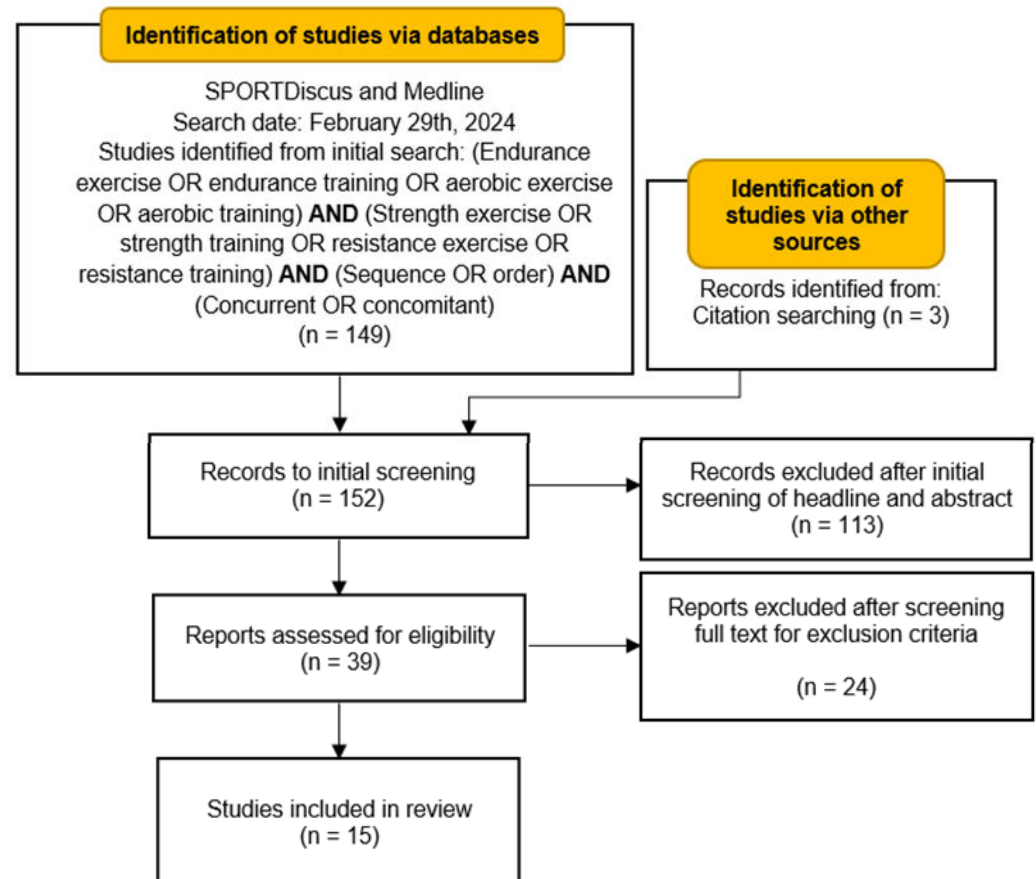 Identification of studies via databases
SPORTDiscus and Medline
Search date: February 29th, 2024
Studies identified from initial search: (Endurance
exercise OR endurance training OR aerobic exercise
OR aerobic training) AND (Strength exercise OR
strength training OR resistance exercise OR
resistance training) AND (Sequence OR order) AND
(Concurrent OR concomitant)
(n = 149)
Identification of
studies via other
sources
Records identified from:
Citation searching (n = 3)
Records to initial screening
(n = 152)
Records excluded after initial
screening of headline and abstract
(n = 113)
Reports assessed for eligibility
(n = 39)
Reports excluded after screening
full text for exclusion criteria
(n = 24)
Studies included in review
(n = 15)